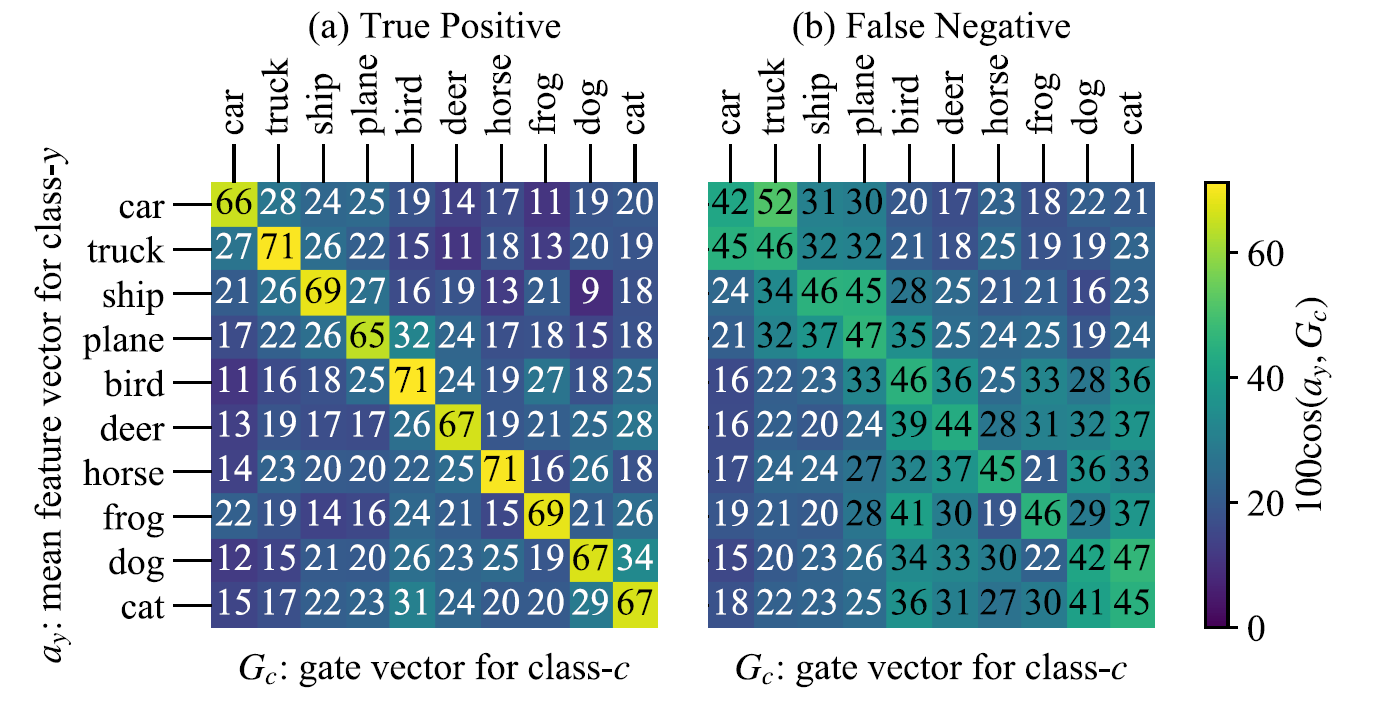 (a) True Positive
(b) False Negative
car truck ship plane bird deer horse frog dog cat
car truck ship plane bird deer horse frog dog cat
a_y: mean feature vector for class-y
car 66 28 24 25 19 14 17 11 19 20 42 52 31 30 20 17 23 18 22 21
truck 27 71 26 22 15 11 18 13 20 19 45 46 32 32 21 18 25 19 19 23
ship 21 26 69 27 16 19 13 21 9 18 24 34 46 45 28 25 21 21 16 23
plane 17 22 26 65 32 24 17 18 15 18 21 32 37 47 35 25 24 25 19 24
bird 11 16 18 25 71 24 19 27 18 25 16 22 23 33 46 36 25 33 28 36
deer 13 19 17 17 26 67 19 21 25 28 16 22 20 24 39 44 28 31 32 37
horse 14 23 20 20 22 25 71 16 26 18 17 24 24 27 32 37 45 21 36 33
frog 22 19 14 16 24 21 15 69 21 26 19 21 20 28 41 30 19 46 29 37
dog 12 15 21 20 26 23 25 19 67 34 15 20 23 26 34 33 30 22 42 47
cat 15 17 22 23 31 24 20 20 29 67 18 22 23 25 36 31 27 30 41 45
G_c: gate vector for class-c
G_c: gate vector for class-c
60
40
20
0
100cos(a_y, G_c)